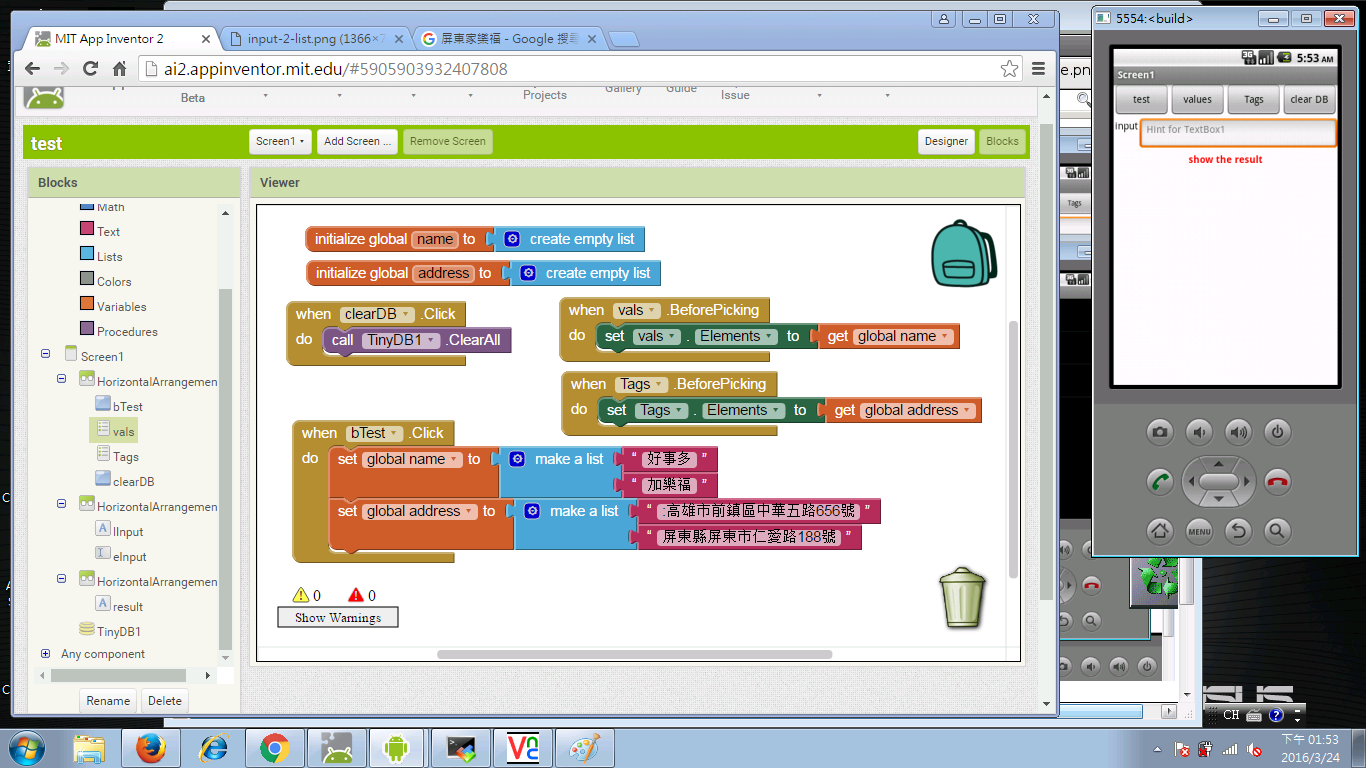 MIT App Inventor 2
input-2-list.png (1366×7
屏東家樂福 - Google 搜尋
5554:<build>
ai2.appinventor.mit.edu/#5905903932407808
Beta
Projects
Gallery
Guide
Issue
test
Screen1
Add Screen ...
Remove Screen
Designer
Blocks
Blocks
Viewer
Math
Text
Lists
Colors
Variables
Procedures
Screen1
HorizontalArrangemen
bTest
vals
Tags
clearDB
HorizontalArrangemen
lInput
eInput
HorizontalArrangemen
result
TinyDB1
Any component
Rename
Delete
initialize global name to create empty list
initialize global address to create empty list
when clearDB .Click
do call TinyDB1 .ClearAll
when vals .BeforePicking
do set vals . Elements to get global name
when Tags .BeforePicking
do set Tags . Elements to get global address
when bTest .Click
do set global name to make a list “ 好事多 ”
“ 加樂福 ”
set global address to make a list “ :高雄市前鎮區中華五路656號 ”
“ 屏東縣屏東市仁愛路188號 ”
0 0
Show Warnings
3G 5:53 AM
Screen1
test values Tags clear DB
input Hint for TextBox1
show the result
MENU
e.pn
Tags
CH
下午 01:53
2016/3/24